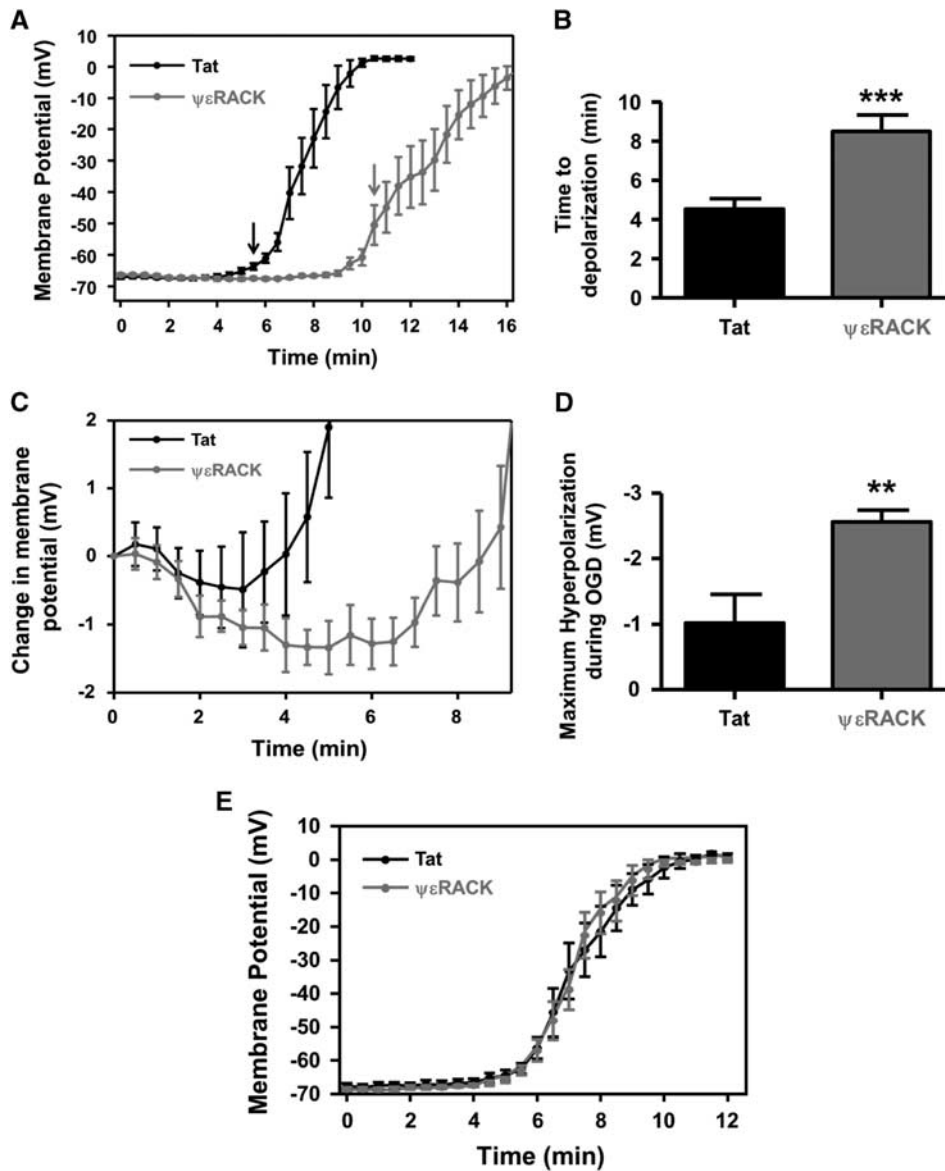 A
Membrane Potential (mV)
10
0
-10
-20
-30
-40
-50
-60
-70
Tat
ψεRACK
0 2 4 6 8 10 12 14 16
Time (min)
B
Time to
depolarization (min)
10
8
6
4
2
0
***
Tat
ψεRACK
C
Change in membrane
potential (mV)
2
1
0
-1
-2
Tat
ψεRACK
0 2 4 6 8
Time (min)
D
Maximum Hyperpolarization
during OGD (mV)
-3
-2
-1
0
**
Tat
ψεRACK
E
Membrane Potential (mV)
10
0
-10
-20
-30
-40
-50
-60
-70
Tat
ψεRACK
0 2 4 6 8 10 12
Time (min)